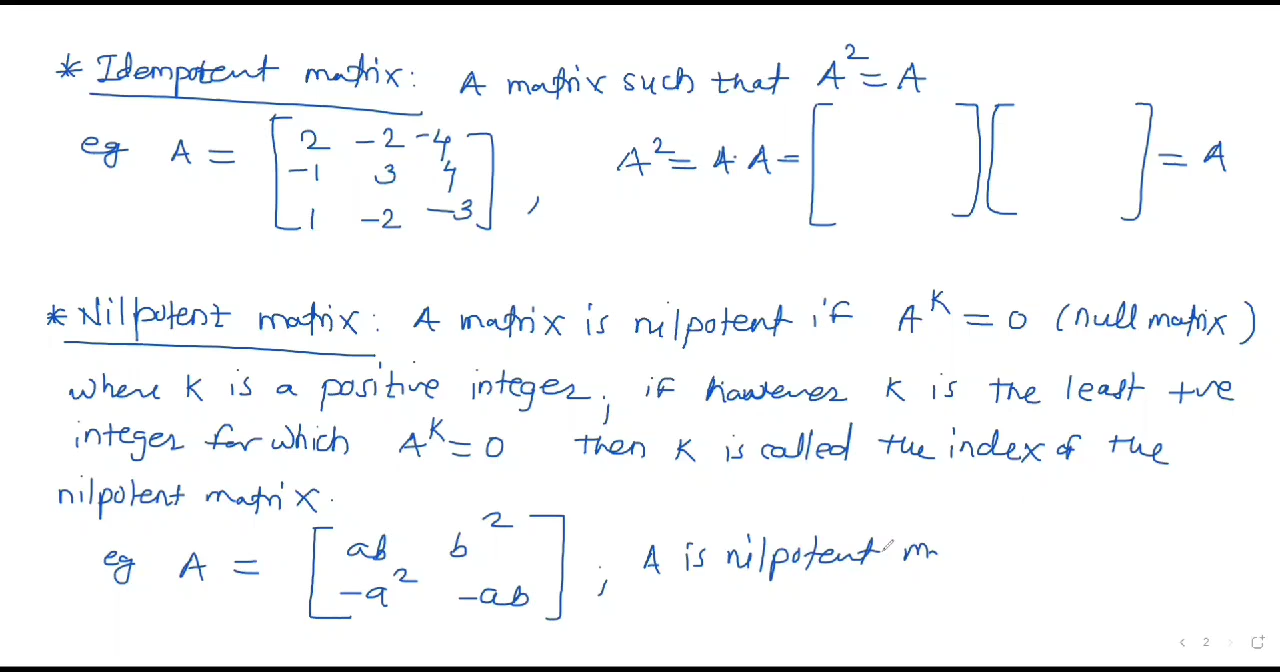 * Idempotent matrix: A matrix such that A² = A
eg A = [ 2 -2 -4
-1 3 4
1 -2 -3 ] , A² = A·A = [ ] [ ] = A
* Nilpotent matrix: A matrix is nilpotent if A^K = 0 (null matrix)
where K is a positive integer, if however K is the least +ve
integer for which A^K = 0 then K is called the index of the
nilpotent matrix.
eg A = [ ab b²
-a² -ab ] ; A is nilpotent m
2